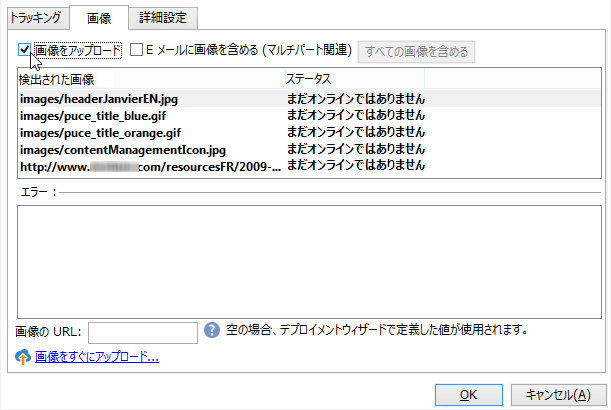 トラッキング 画像 詳細設定
画像をアップロード E メールに画像を含める (マルチパート関連) すべての画像を含める
検出された画像 ステータス
images/headerJanvierEN.jpg まだオンラインではありません
images/puce_title_blue.gif まだオンラインではありません
images/puce_title_orange.gif まだオンラインではありません
images/contentManagementIcon.jpg まだオンラインではありません
http://www. com/resourcesFR/2009-... まだオンラインではありません
エラー :
画像の URL: ? 空の場合、デプロイメントウィザードで定義した値が使用されます。
画像をすぐにアップロード...
OK キャンセル(A)